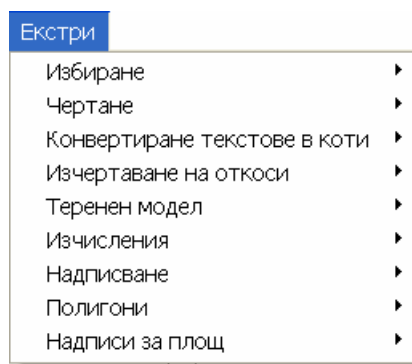 Екстри
Избиране
Чертане
Конвертиране текстове в коти
Изчертаване на откоси
Теренен модел
Изчисления
Надписване
Полигони
Надписи за площ